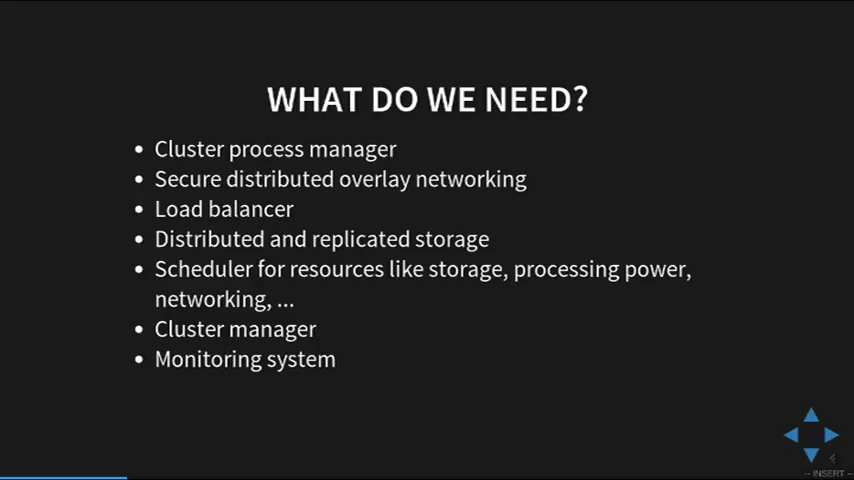 WHAT DO WE NEED?
• Cluster process manager
• Secure distributed overlay networking
• Load balancer
• Distributed and replicated storage
• Scheduler for resources like storage, processing power,
networking, ...
• Cluster manager
• Monitoring system
-- INSERT --